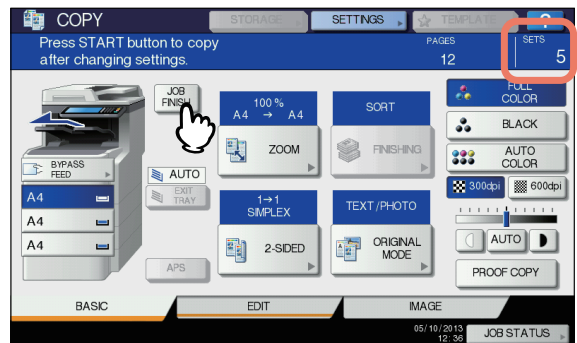 COPY
STORAGE
SETTINGS
TEMPLATE
?
Press START button to copy
after changing settings.
PAGES
12
SETS
5
JOB
FINISH
100 %
A4 → A4
ZOOM
SORT
FINISHING
FULL
COLOR
BLACK
AUTO
COLOR
300dpi
600dpi
BYPASS
FEED
AUTO
EXIT
TRAY
A4
A4
A4
APS
1→1
SIMPLEX
2-SIDED
TEXT/PHOTO
ORIGINAL
MODE
AUTO
PROOF COPY
BASIC
EDIT
IMAGE
05/10/2013
12:36
JOB STATUS